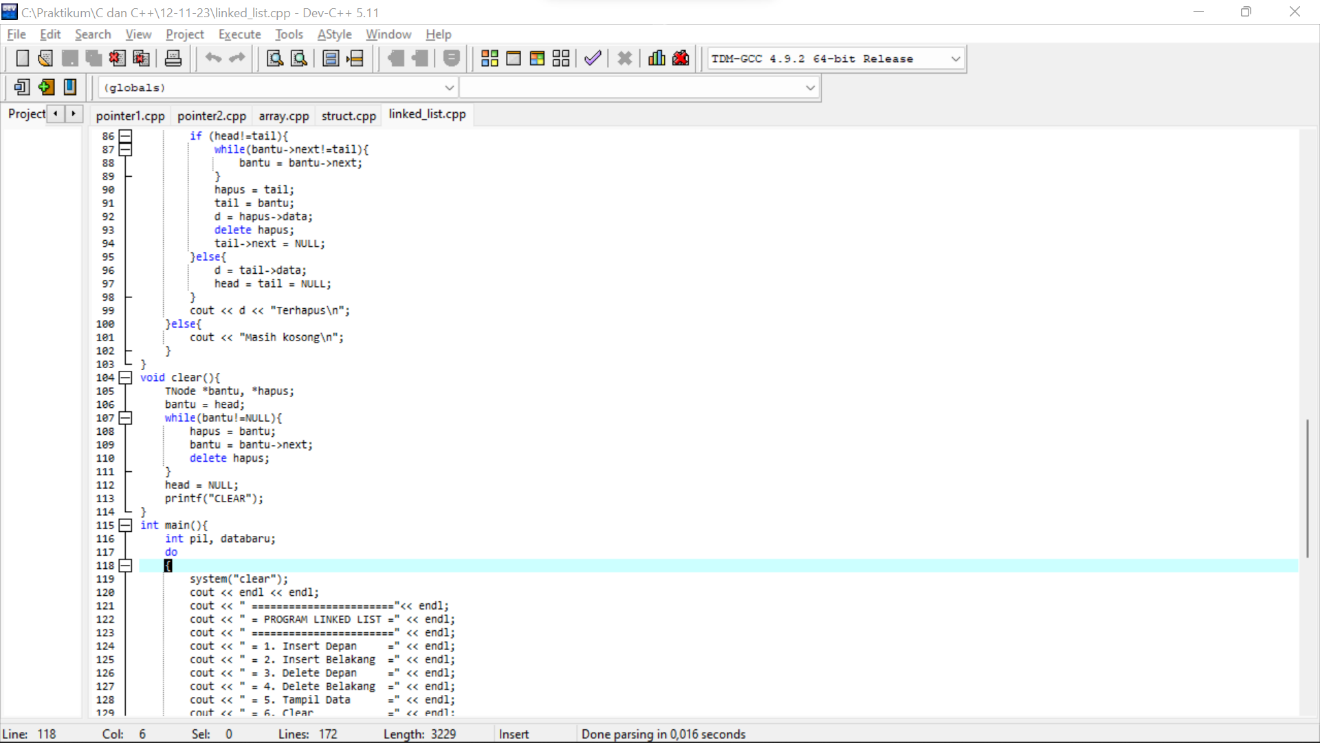 C:\Praktikum\C dan C++\12-11-23\linked_list.cpp - Dev-C++ 5.11
File Edit Search View Project Execute Tools AStyle Window Help
TDM-GCC 4.9.2 64-bit Release
(globals)
Project pointer1.cpp pointer2.cpp array.cpp struct.cpp linked_list.cpp
86 if (head!=tail){
87 while(bantu->next!=tail){
88 bantu = bantu->next;
89 }
90 hapus = tail;
91 tail = bantu;
92 d = hapus->data;
93 delete hapus;
94 tail->next = NULL;
95 }else{
96 d = tail->data;
97 head = tail = NULL;
98 }
99 cout << d << "Terhapus\n";
100 }else{
101 cout << "Masih kosong\n";
102 }
103 }
104 void clear(){
105 TNode *bantu, *hapus;
106 bantu = head;
107 while(bantu!=NULL){
108 hapus = bantu;
109 bantu = bantu->next;
110 delete hapus;
111 }
112 head = NULL;
113 printf("CLEAR");
114 }
115 int main(){
116 int pil, databaru;
117 do
118 {
119 system("clear");
120 cout << endl << endl;
121 cout << " ======================="<< endl;
122 cout << " = PROGRAM LINKED LIST =" << endl;
123 cout << " =======================" << endl;
124 cout << " = 1. Insert Depan     =" << endl;
125 cout << " = 2. Insert Belakang  =" << endl;
126 cout << " = 3. Delete Depan     =" << endl;
127 cout << " = 4. Delete Belakang  =" << endl;
128 cout << " = 5. Tampil Data      =" << endl;
129 cout << " = 6. Clear            =" << endl;
Line: 118 Col: 6 Sel: 0 Lines: 172 Length: 3229 Insert Done parsing in 0,016 seconds